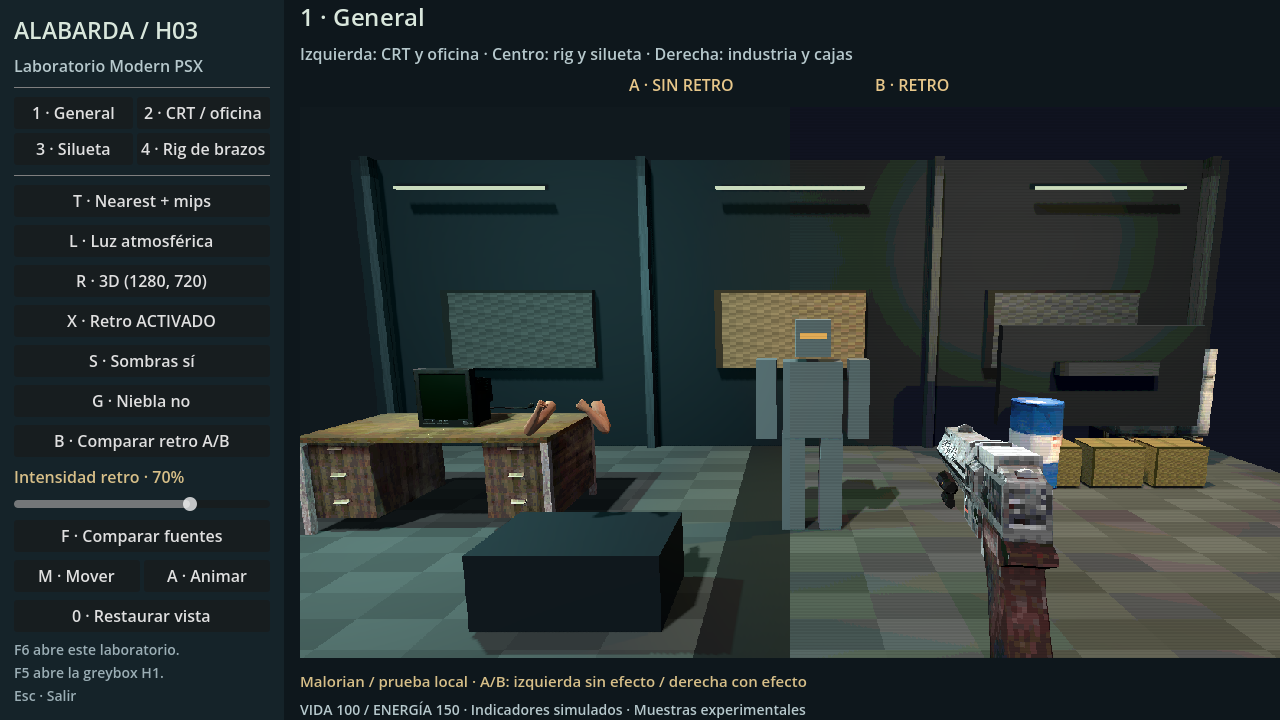 ALABARDA / H03
Laboratorio Modern PSX
1 · General
2 · CRT / oficina
3 · Silueta
4 · Rig de brazos
T · Nearest + mips
L · Luz atmosférica
R · 3D (1280, 720)
X · Retro ACTIVADO
S · Sombras sí
G · Niebla no
B · Comparar retro A/B
Intensidad retro · 70%
F · Comparar fuentes
M · Mover
A · Animar
0 · Restaurar vista
F6 abre este laboratorio.
F5 abre la greybox H1.
Esc · Salir
1 · General
Izquierda: CRT y oficina · Centro: rig y silueta · Derecha: industria y cajas
A · SIN RETRO
B · RETRO
Malorian / prueba local · A/B: izquierda sin efecto / derecha con efecto
VIDA 100 / ENERGÍA 150 · Indicadores simulados · Muestras experimentales